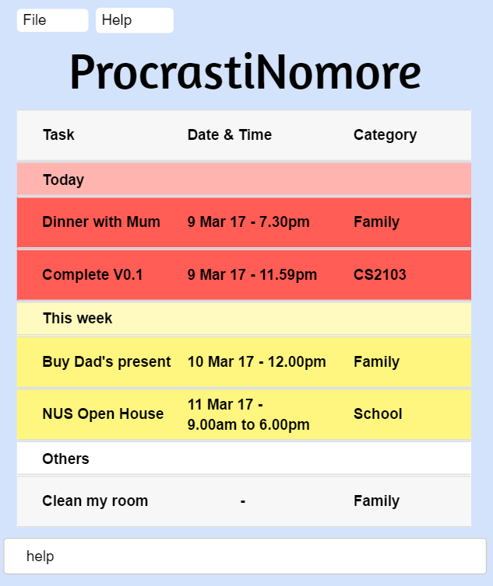 File Help
ProcrastiNomore
Task Date & Time Category
Today
Dinner with Mum 9 Mar 17 - 7.30pm Family
Complete V0.1 9 Mar 17 - 11.59pm CS2103
This week
Buy Dad's present 10 Mar 17 - 12.00pm Family
NUS Open House 11 Mar 17 - 
9.00am to 6.00pm School
Others
Clean my room - Family
help